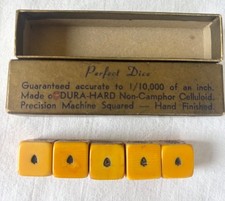 Perfect Dice
Guaranteed accurate to 1/10,000 of an inch.
Made of DURA-HARD Non-Camphor Celluloid.
Precision Machine Squared — Hand Finished.